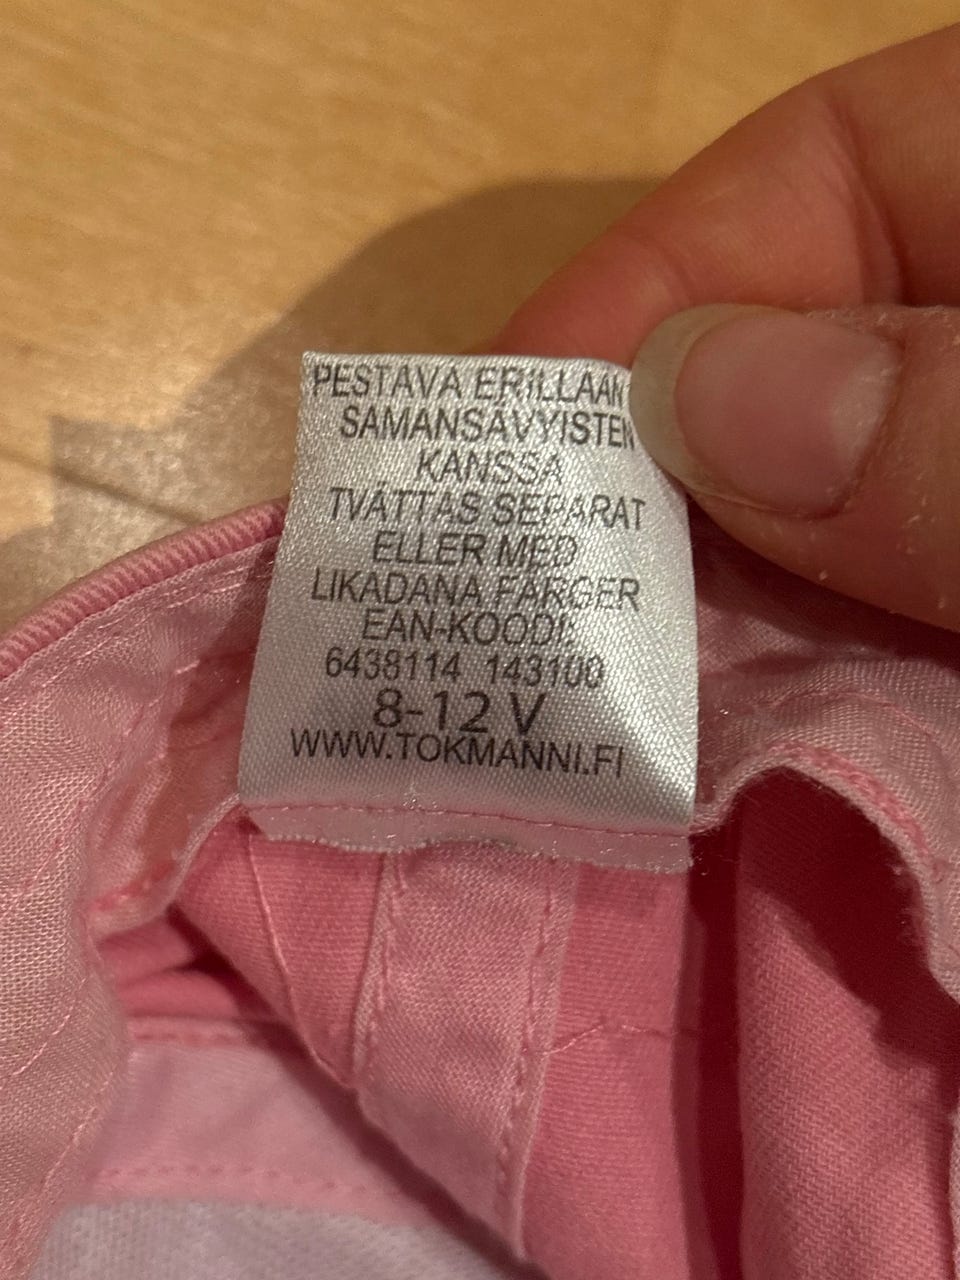 PESTÄVÄ ERILLÄÄN
SAMANSÄVYISTEN
KANSSA
TVÄTTAS SEPARAT
ELLER MED
LIKADANA FÄRGER
EAN-KOODI:
6438114 143100
8-12 V
WWW.TOKMANNI.FI